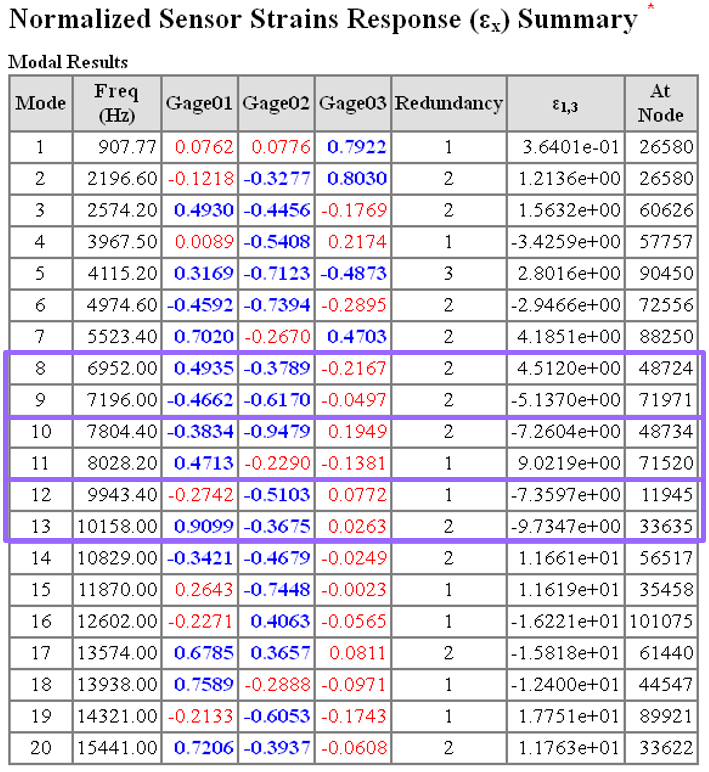 Normalized Sensor Strains Response (εx) Summary *
Modal Results
Mode Freq (Hz) Gage01 Gage02 Gage03 Redundancy ε1,3 At Node
1 907.77 0.0762 0.0776 0.7922 1 3.6401e-01 26580
2 2196.60 -0.1218 -0.3277 0.8030 2 1.2136e+00 26580
3 2574.20 0.4930 -0.4456 -0.1769 2 1.5632e+00 60626
4 3967.50 0.0089 -0.5408 0.2174 1 -3.4259e+00 57757
5 4115.20 0.3169 -0.7123 -0.4873 3 2.8016e+00 90450
6 4974.60 -0.4592 -0.7394 -0.2895 2 -2.9466e+00 72556
7 5523.40 0.7020 -0.2670 0.4703 2 4.1851e+00 88250
8 6952.00 0.4935 -0.3789 -0.2167 2 4.5120e+00 48724
9 7196.00 -0.4662 -0.6170 -0.0497 2 -5.1370e+00 71971
10 7804.40 -0.3834 -0.9479 0.1949 2 -7.2604e+00 48734
11 8028.20 0.4713 -0.2290 -0.1381 1 9.0219e+00 71520
12 9943.40 -0.2742 -0.5103 0.0772 1 -7.3597e+00 11945
13 10158.00 0.9099 -0.3675 0.0263 2 -9.7347e+00 33635
14 10829.00 -0.3421 -0.4679 -0.0249 2 1.1661e+01 56517
15 11870.00 0.2643 -0.7448 -0.0023 1 1.1619e+01 35458
16 12602.00 -0.2271 0.4063 -0.0565 1 -1.6221e+01 101075
17 13574.00 0.6785 0.3657 0.0811 2 -1.5818e+01 61440
18 13938.00 0.7589 -0.2888 -0.0971 1 -1.2400e+01 44547
19 14321.00 -0.2133 -0.6053 -0.1743 1 1.7751e+01 89921
20 15441.00 0.7206 -0.3937 -0.0608 2 1.1763e+01 33622